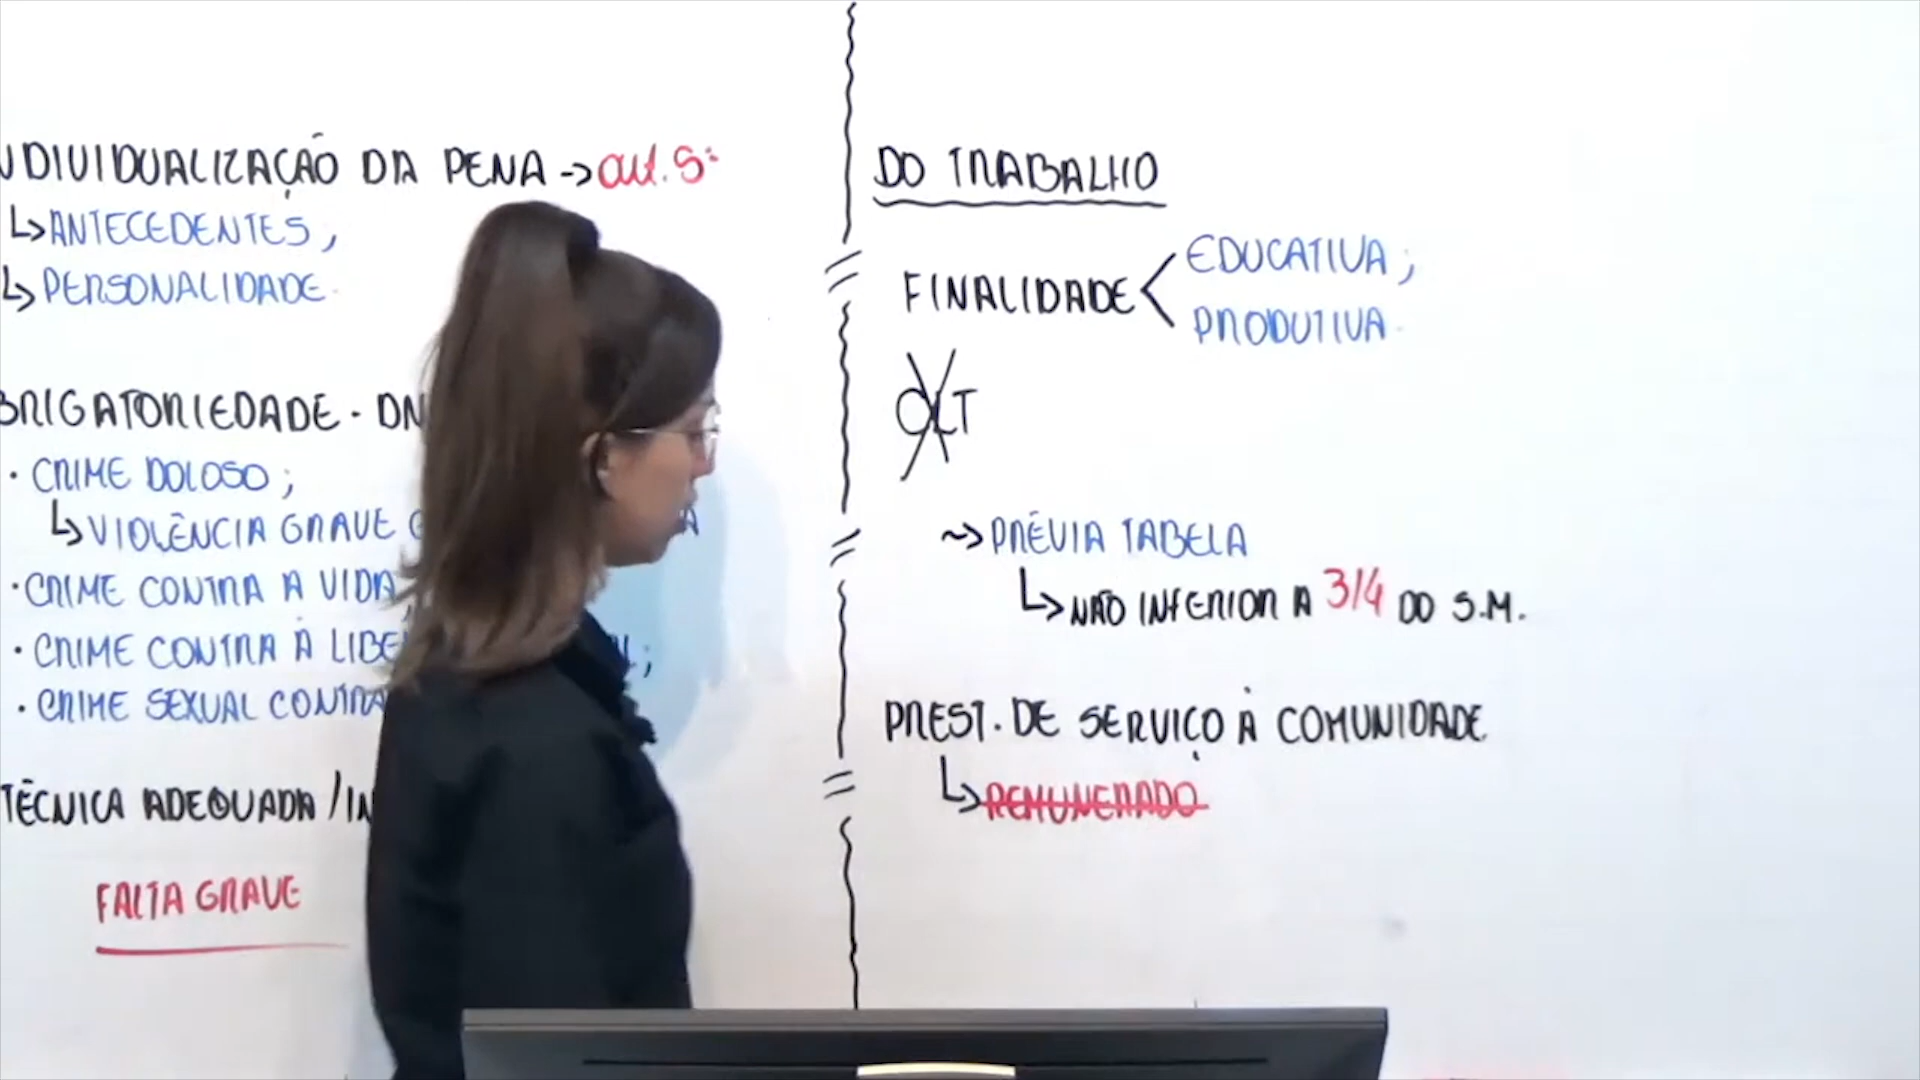 NDIVIDUALIZAÇÃO DA PENA -> art. 5º
↳ ANTECEDENTES;
↳ PERSONALIDADE.
BRIGATORIEDADE - DN
• CRIME DOLOSO;
↳ VIOLÊNCIA GRAVE
• CRIME CONTRA A VIDA,
• CRIME CONTRA A LIBE
• CRIME SEXUAL CONTRA
TÉCNICA ADEQUADA / IN
FALTA GRAVE
DO TRABALHO
FINALIDADE < EDUCATIVA;
PRODUTIVA.
CLT
~> PRÉVIA TABELA
↳ NÃO INFERIOR A 3/4 DO S.M.
PREST. DE SERVIÇO À COMUNIDADE
↳ REMUNERADO